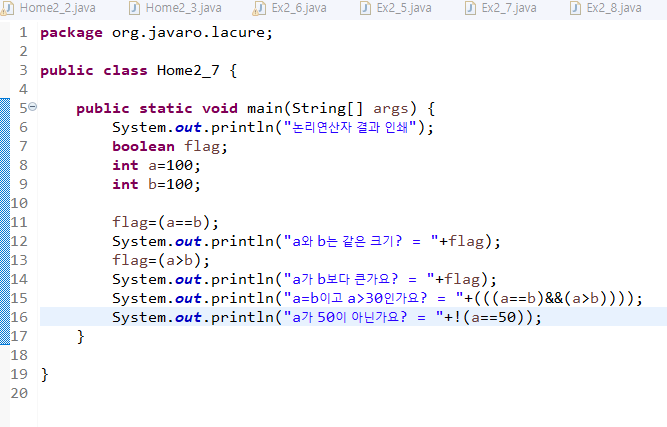 Home2_2.java Home2_3.java Ex2_6.java Ex2_5.java Ex2_7.java Ex2_8.java
1 package org.javaro.lacure;
2
3 public class Home2_7 {
4
5 public static void main(String[] args) {
6 System.out.println("논리연산자 결과 인쇄");
7 boolean flag;
8 int a=100;
9 int b=100;
10
11 flag=(a==b);
12 System.out.println("a와 b는 같은 크기? = "+flag);
13 flag=(a>b);
14 System.out.println("a가 b보다 큰가요? = "+flag);
15 System.out.println("a=b이고 a>30인가요? = "+(((a==b)&&(a>b))));
16 System.out.println("a가 50이 아닌가요? = "+!(a==50));
17 }
18
19 }
20